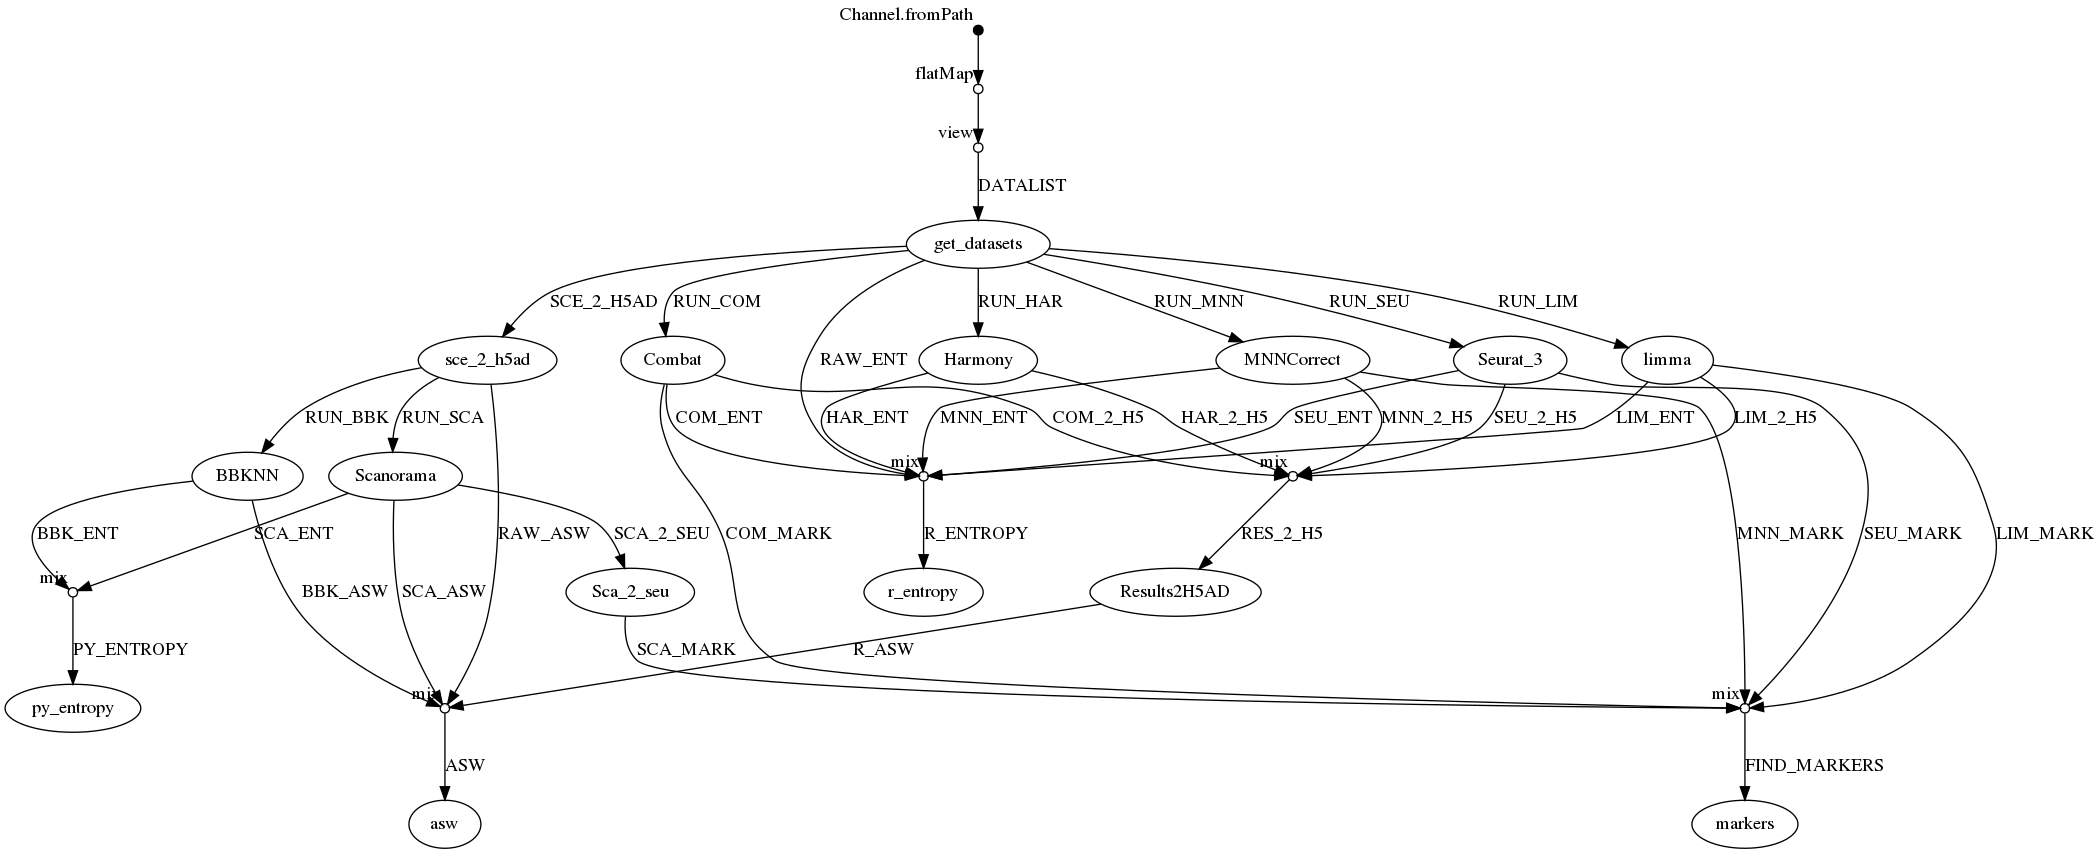 Channel.fromPath
flatMap
view
DATALIST
get_datasets
SCE_2_H5AD
RUN_COM
RUN_HAR
RUN_MNN
RUN_SEU
RUN_LIM
sce_2_h5ad
Combat
RAW_ENT
Harmony
MNNCorrect
Seurat_3
limma
RUN_BBK
RUN_SCA
COM_ENT
HAR_ENT
MNN_ENT
COM_2_H5
HAR_2_H5
SEU_ENT
MNN_2_H5
SEU_2_H5
LIM_ENT
LIM_2_H5
BBKNN
Scanorama
mix
mix
BBK_ENT
SCA_ENT
RAW_ASW
SCA_2_SEU
COM_MARK
R_ENTROPY
RES_2_H5
MNN_MARK
SEU_MARK
LIM_MARK
mix
BBK_ASW
SCA_ASW
Sca_2_seu
r_entropy
Results2H5AD
PY_ENTROPY
SCA_MARK
R_ASW
mix
mix
py_entropy
ASW
FIND_MARKERS
asw
markers